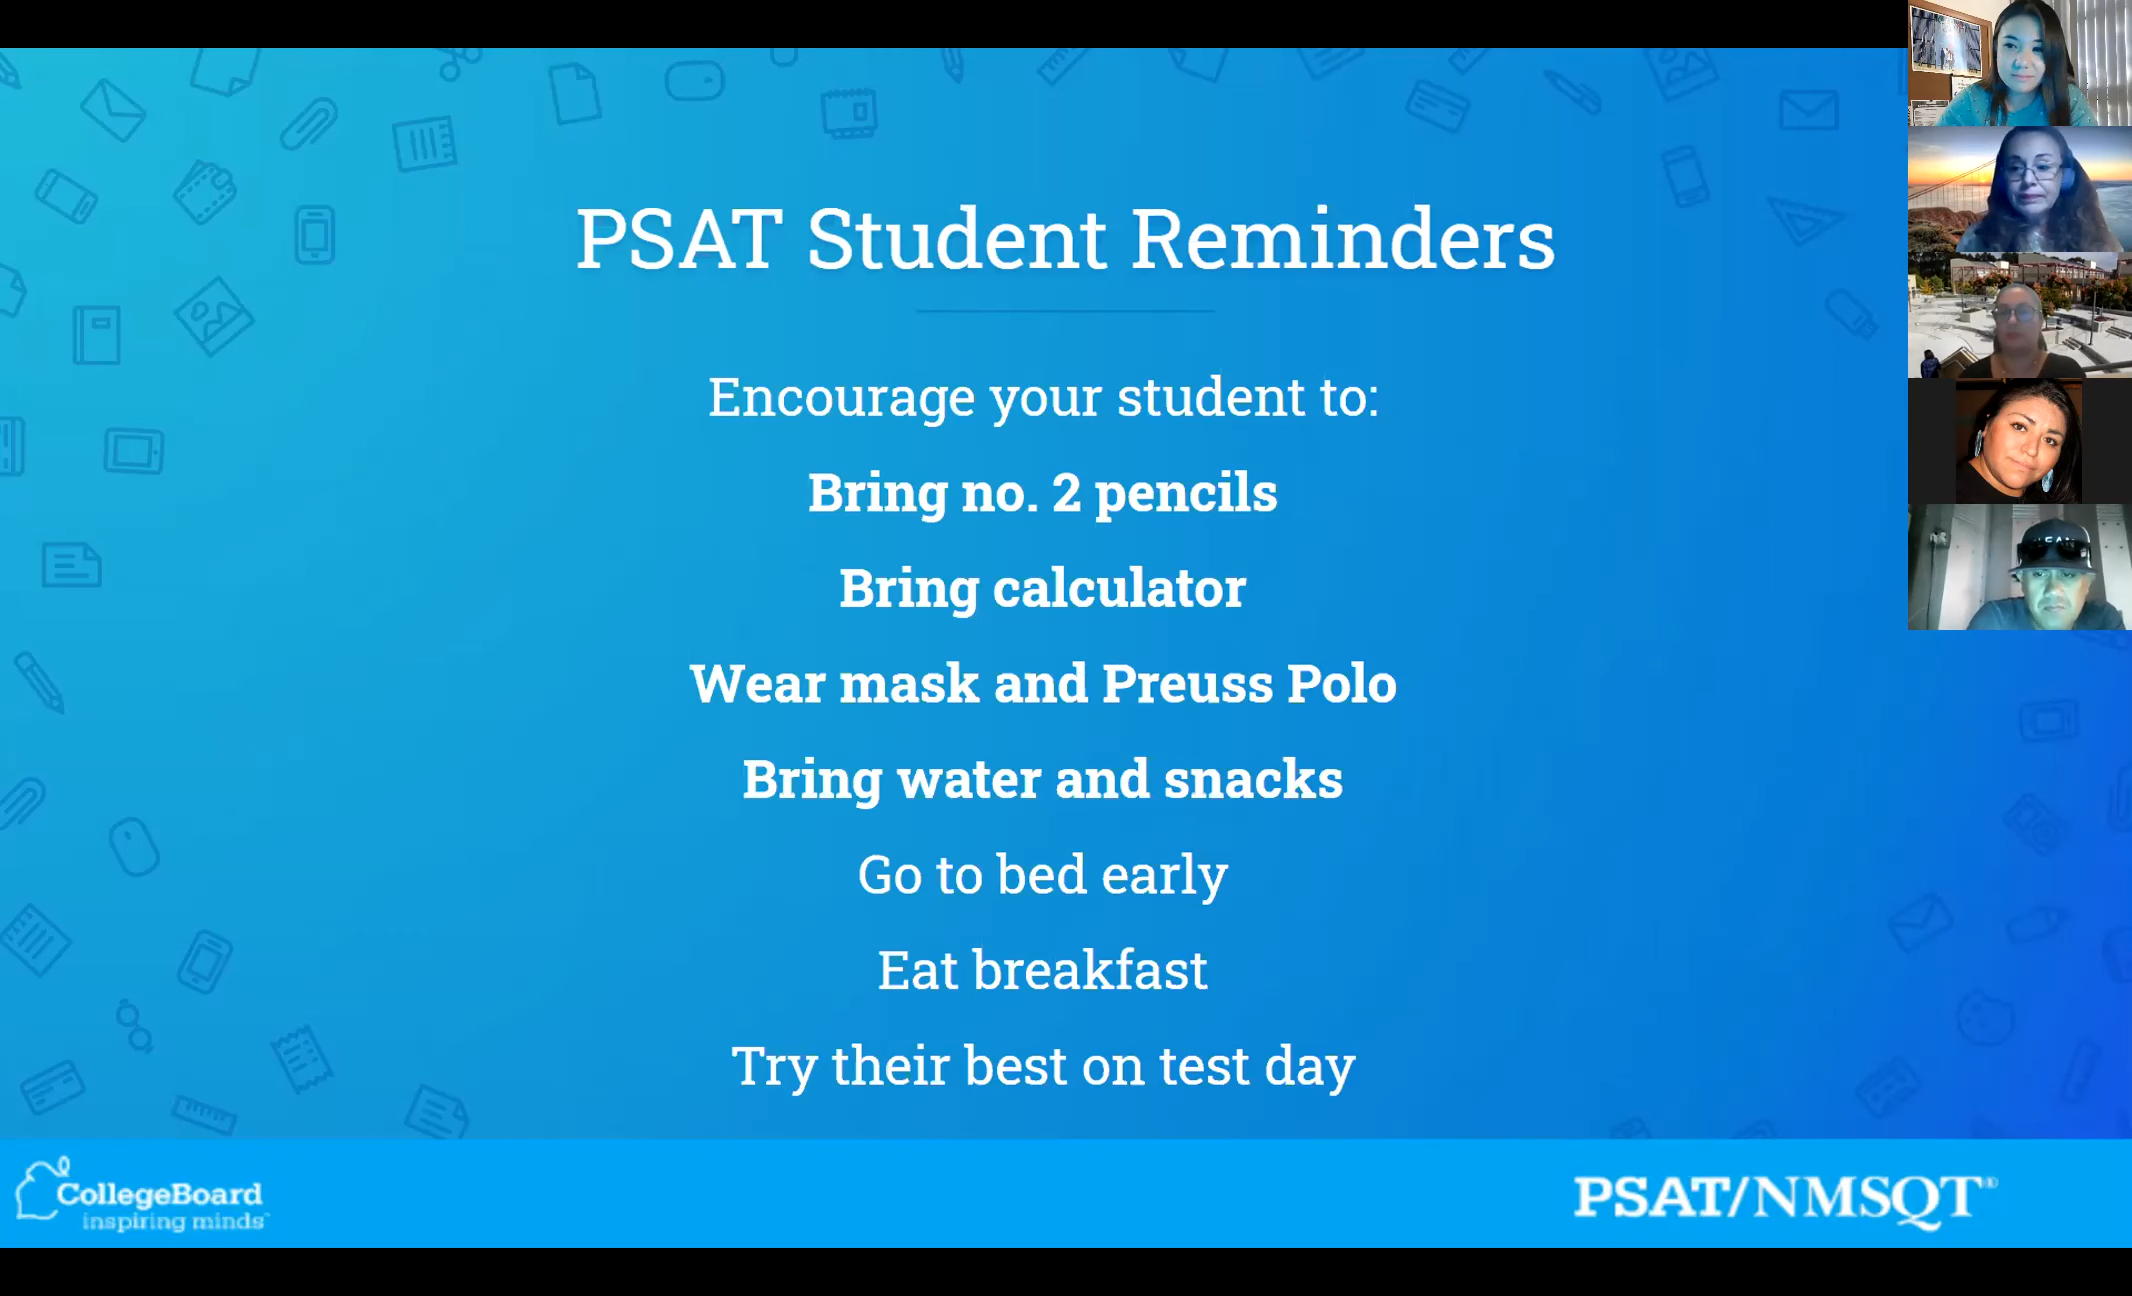 PSAT Student Reminders
Encourage your student to:
Bring no. 2 pencils
Bring calculator
Wear mask and Preuss Polo
Bring water and snacks
Go to bed early
Eat breakfast
Try their best on test day
CollegeBoard
inspiring minds™
PSAT/NMSQT®